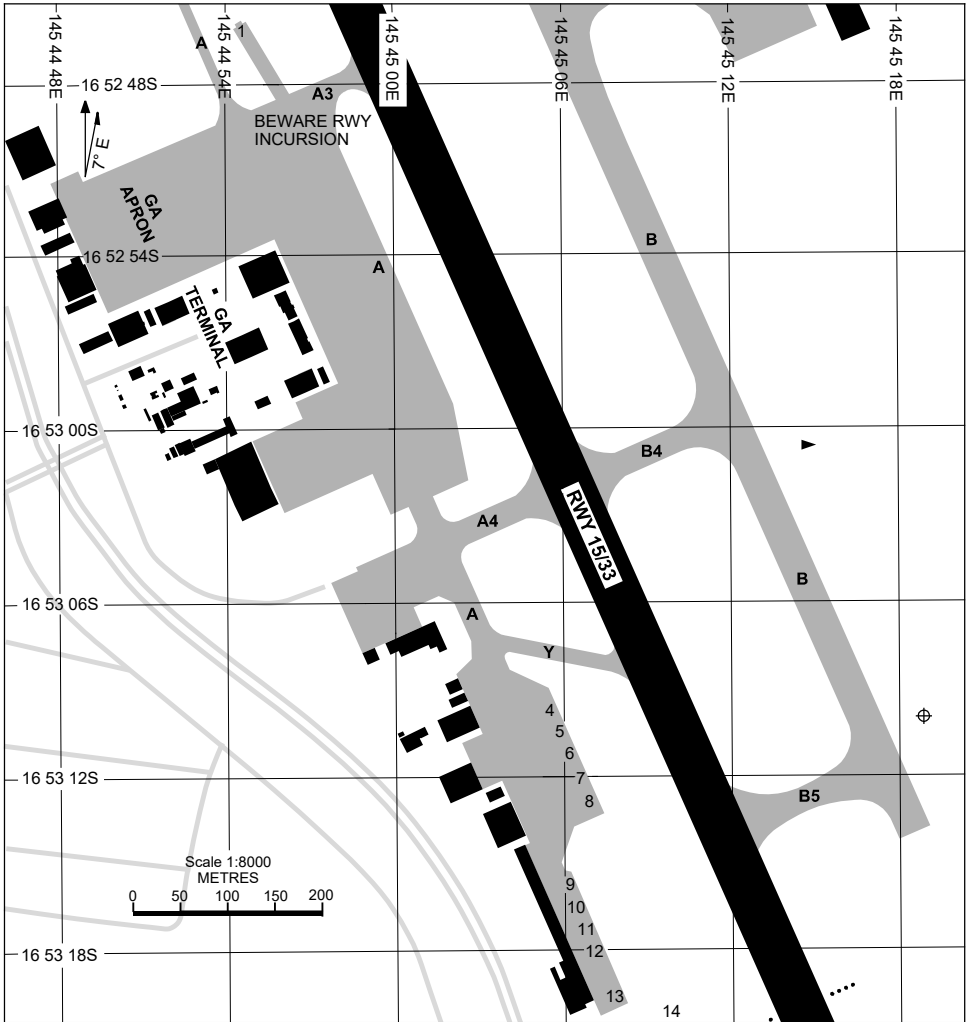 145 44 48E
145 44 54E
145 45 00E
145 45 06E
145 45 12E
145 45 18E
A
1
16 52 48S
A3
BEWARE RWY
INCURSION
7° E
GA
APRON
B
16 52 54S
A
GA
TERMINAL
16 53 00S
B4
A4
RWY 15/33
B
16 53 06S
A
Y
4
5
6
7
8
16 53 12S
B5
Scale 1:8000
METRES
0 50 100 150 200
9
10
11
12
16 53 18S
13
14